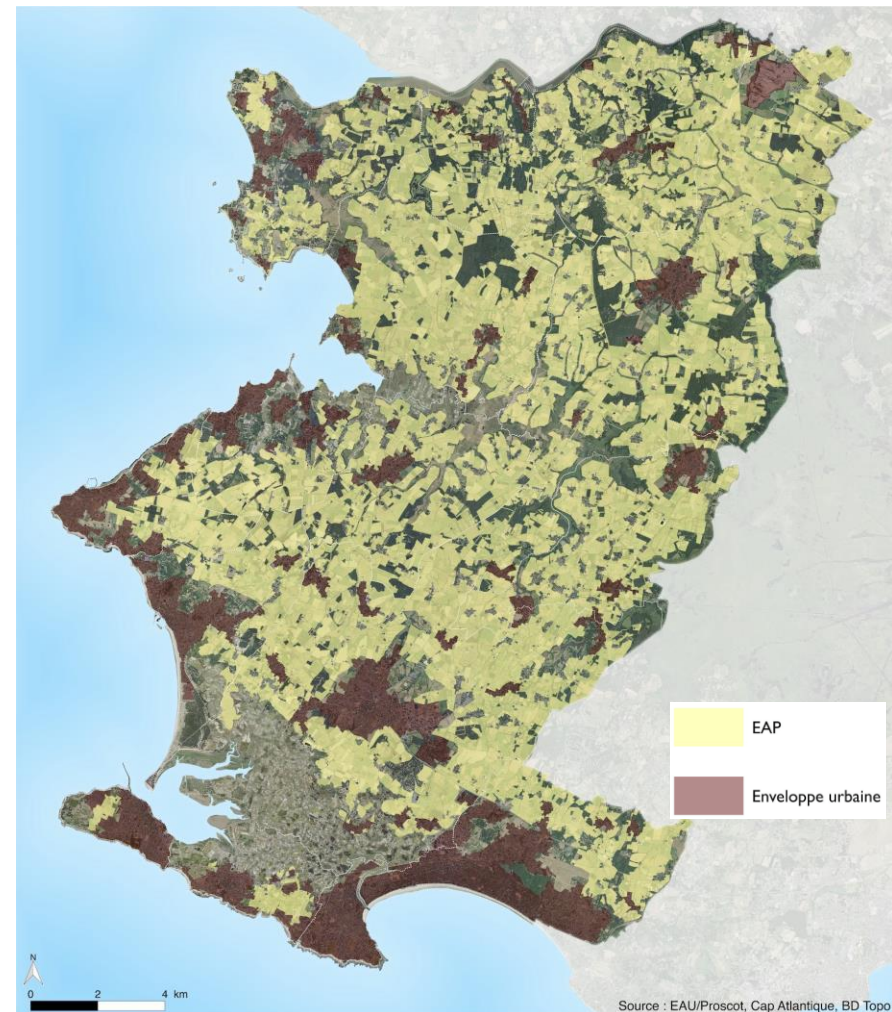 EAP
Enveloppe urbaine
N
0 2 4 km
Source : EAU/Proscot, Cap Atlantique, BD Topo